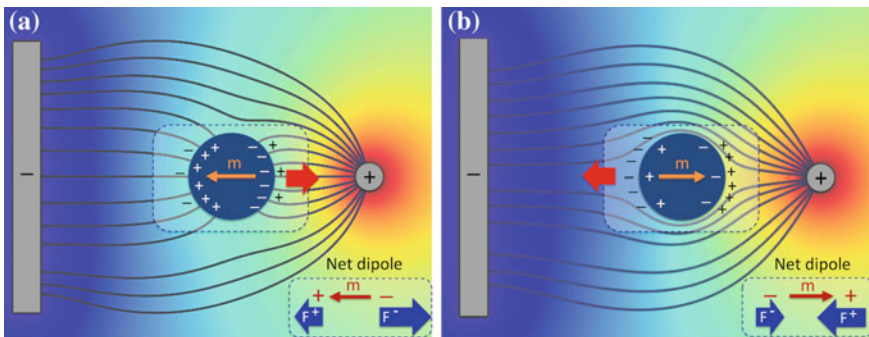 (a)
−
− − −
+ + + + +
m
− − − −
+ + +
+
Net dipole
+ m −
F+ F-
(b)
−
− − − − − −
+ + +
m
− − −
+ + + + +
+
Net dipole
− m +
F- F+